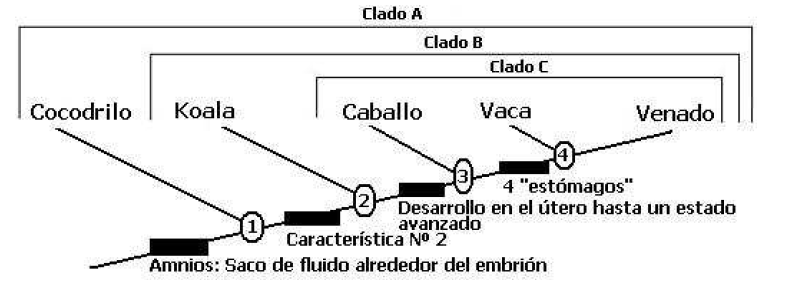 Clado A
Clado B
Clado C
Cocodrilo
Koala
Caballo
Vaca
Venado
4
3
4 "estómagos"
2
Desarrollo en el útero hasta un estado
avanzado
1
Característica Nº 2
Amnios: Saco de fluido alrededor del embrión